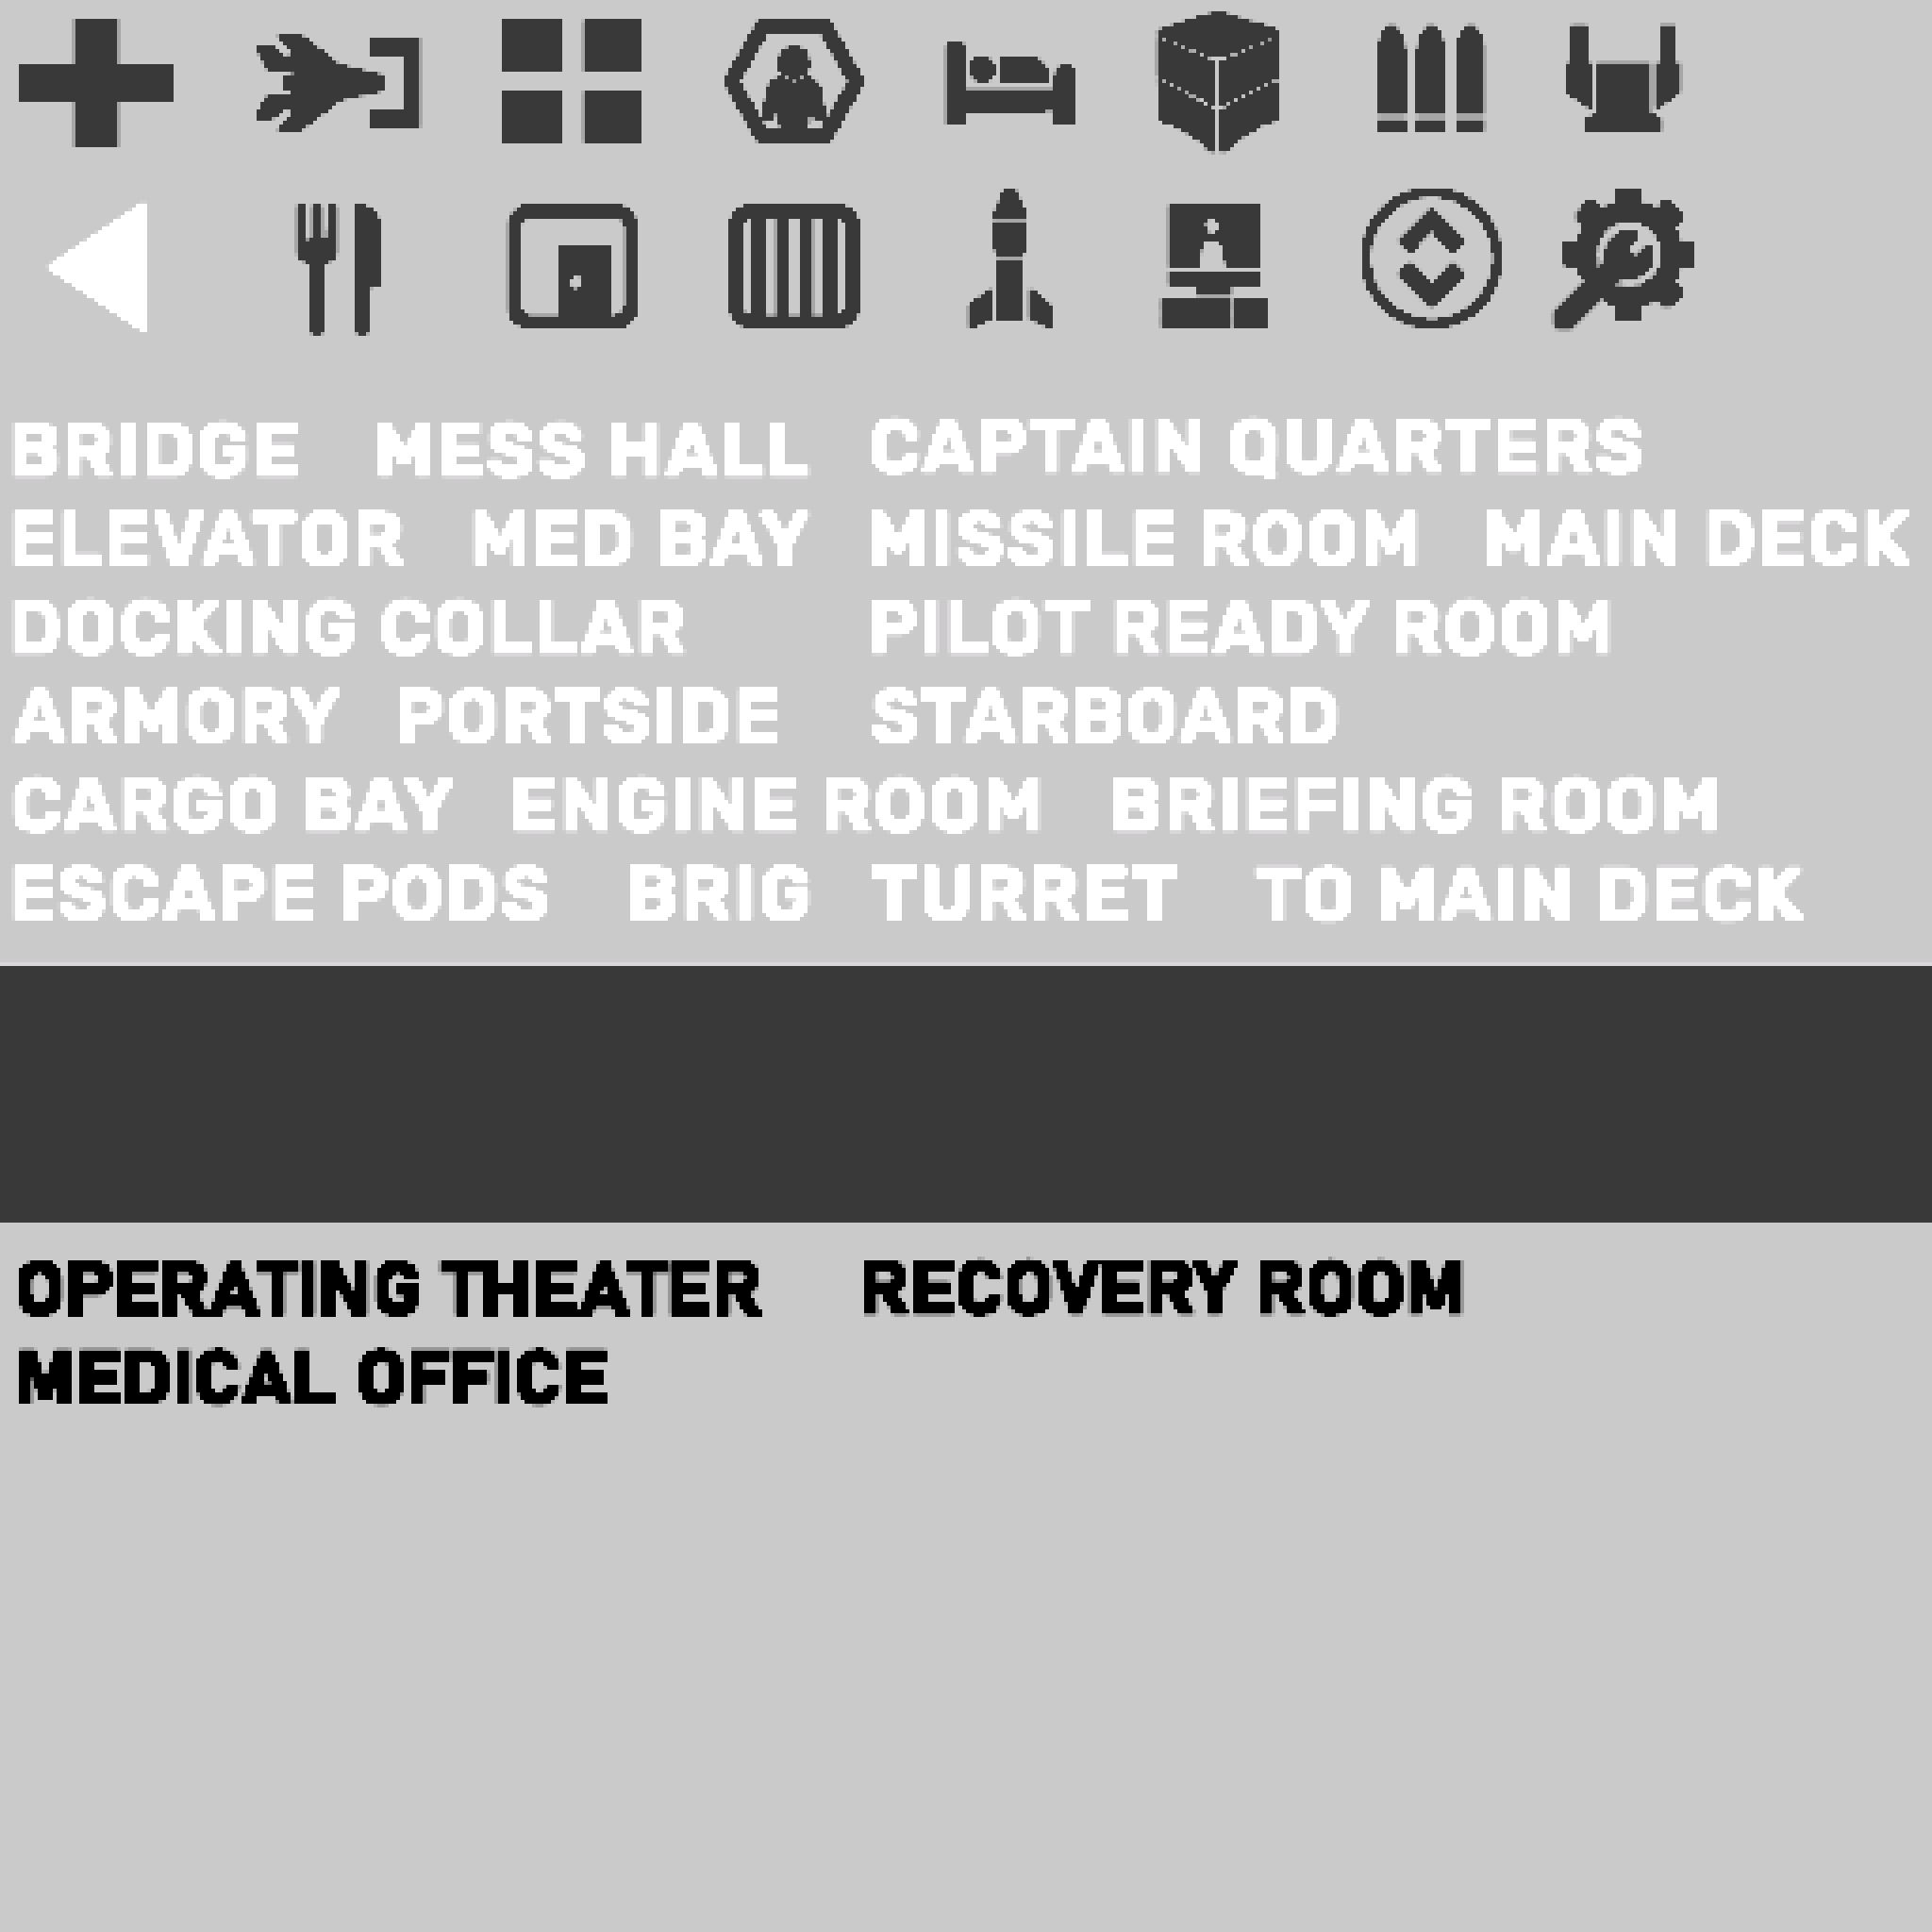 BRIDGE MESS HALL CAPTAIN QUARTERS
ELEVATOR MED BAY MISSILE ROOM MAIN DECK
DOCKING COLLAR PILOT READY ROOM
ARMORY PORTSIDE STARBOARD
CARGO BAY ENGINE ROOM BRIEFING ROOM
ESCAPE PODS BRIG TURRET TO MAIN DECK
OPERATING THEATER RECOVERY ROOM
MEDICAL OFFICE